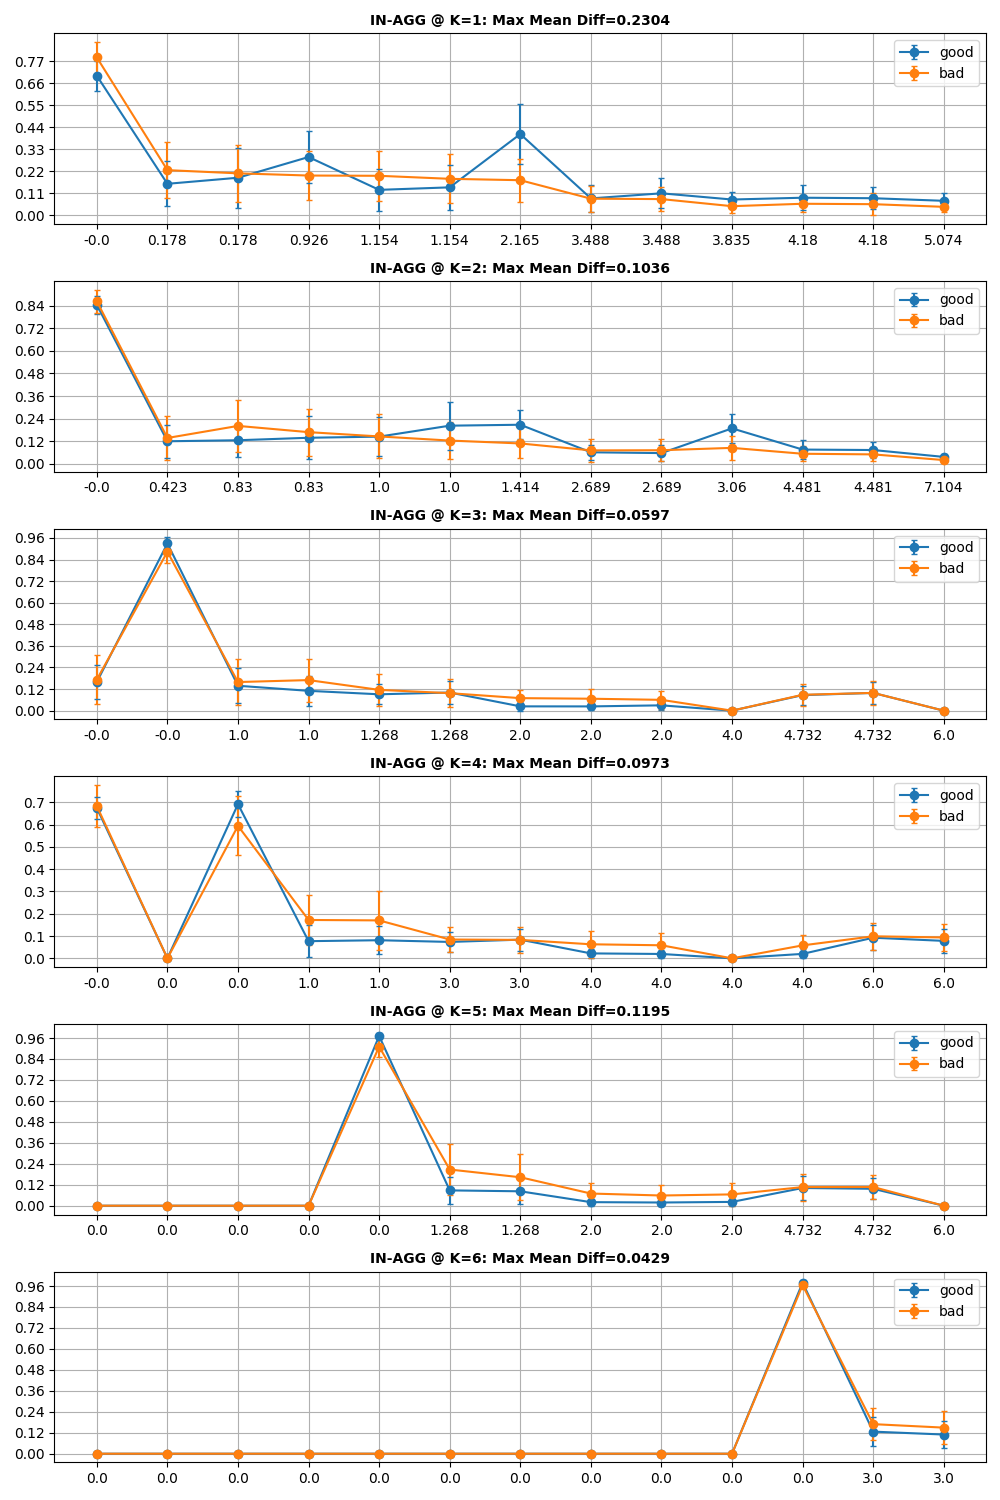 IN-AGG @ K=1: Max Mean Diff=0.2304
0.77
0.66
0.55
0.44
0.33
0.22
0.11
0.00
good
bad
-0.0 0.178 0.178 0.926 1.154 1.154 2.165 3.488 3.488 3.835 4.18 4.18 5.074
IN-AGG @ K=2: Max Mean Diff=0.1036
0.84
0.72
0.60
0.48
0.36
0.24
0.12
0.00
good
bad
-0.0 0.423 0.83 0.83 1.0 1.0 1.414 2.689 2.689 3.06 4.481 4.481 7.104
IN-AGG @ K=3: Max Mean Diff=0.0597
0.96
0.84
0.72
0.60
0.48
0.36
0.24
0.12
0.00
good
bad
-0.0 -0.0 1.0 1.0 1.268 1.268 2.0 2.0 2.0 4.0 4.732 4.732 6.0
IN-AGG @ K=4: Max Mean Diff=0.0973
0.7
0.6
0.5
0.4
0.3
0.2
0.1
0.0
good
bad
-0.0 0.0 0.0 1.0 1.0 3.0 3.0 4.0 4.0 4.0 4.0 6.0 6.0
IN-AGG @ K=5: Max Mean Diff=0.1195
0.96
0.84
0.72
0.60
0.48
0.36
0.24
0.12
0.00
good
bad
0.0 0.0 0.0 0.0 0.0 1.268 1.268 2.0 2.0 2.0 4.732 4.732 6.0
IN-AGG @ K=6: Max Mean Diff=0.0429
0.96
0.84
0.72
0.60
0.48
0.36
0.24
0.12
0.00
good
bad
0.0 0.0 0.0 0.0 0.0 0.0 0.0 0.0 0.0 0.0 0.0 3.0 3.0